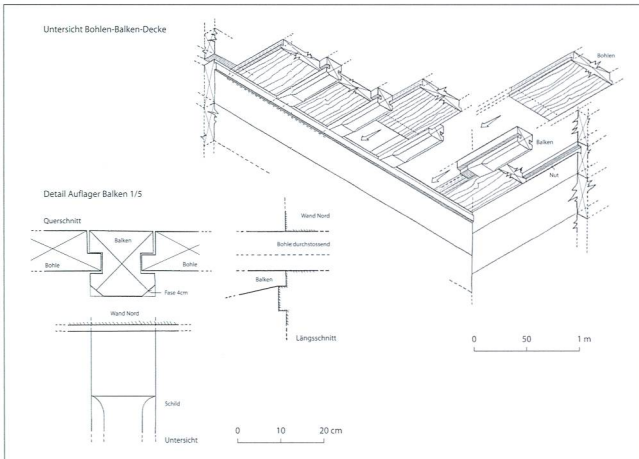 Untersicht Bohlen-Balken-Decke
Bohlen
Balken
Nut
Detail Auflager Balken 1/5
Querschnitt
Balken
Bohle
Bohle
Fase 4cm
Wand Nord
Bohle durchstossend
Balken
Längsschnitt
Wand Nord
Schild
Untersicht
0 10 20 cm
0 50 1 m